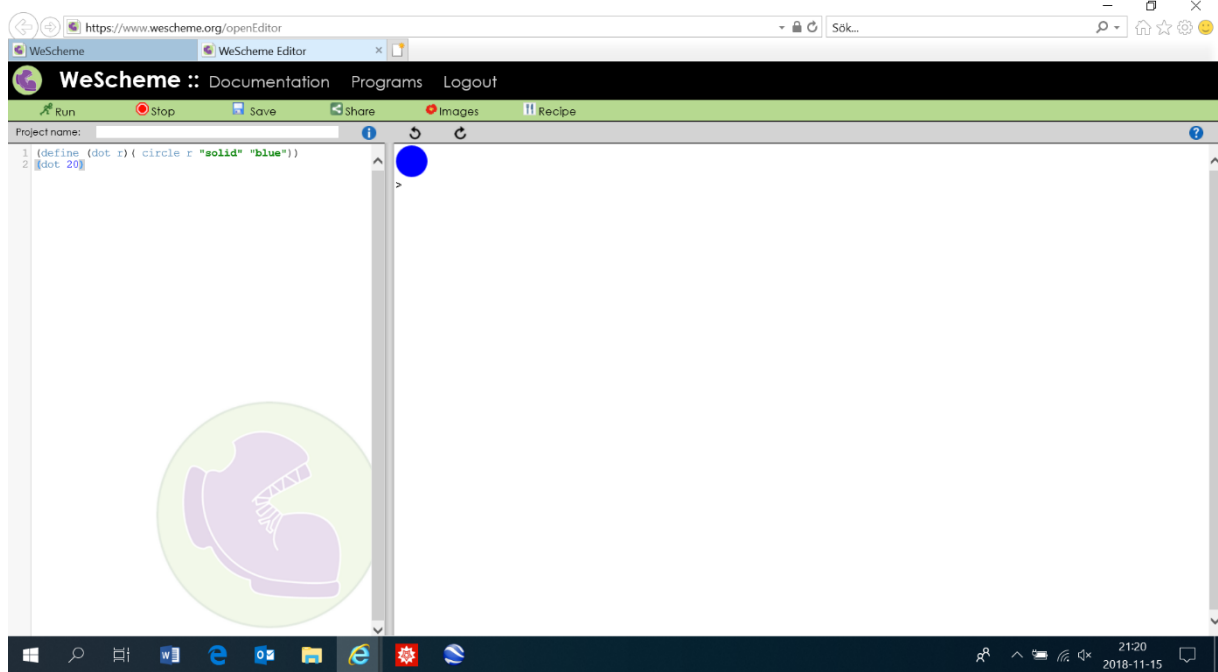 https://www.wescheme.org/openEditor
Sök...
WeScheme
WeScheme Editor
WeScheme :: Documentation Programs Logout
Run Stop Save Share Images Recipe
Project name:
1 (define (dot r)( circle r "solid" "blue"))
2 (dot 20)
>
21:20
2018-11-15